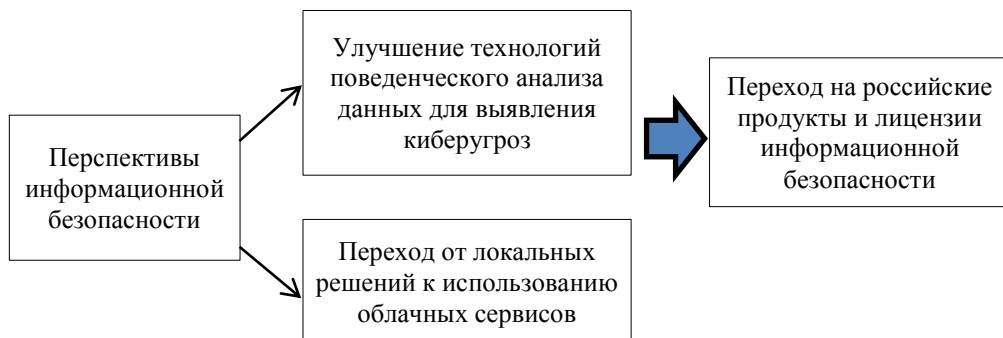 Перспективы
информационной
безопасности
Улучшение технологий
поведенческого анализа
данных для выявления
киберугроз
Переход от локальных
решений к использованию
облачных сервисов
Переход на российские
продукты и лицензии
информационной
безопасности